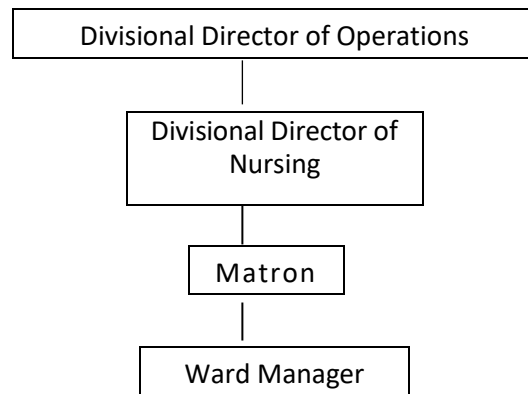 Divisional Director of Operations
Divisional Director of
Nursing
Matron
Ward Manager